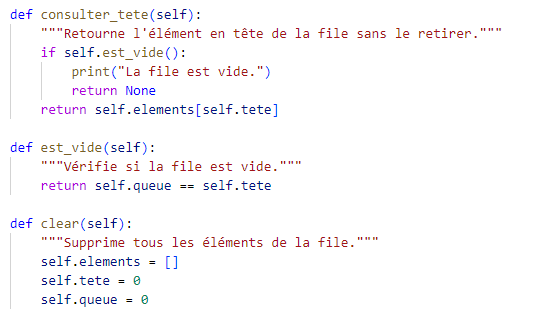 def consulter_tete(self):
    """Retourne l'élément en tête de la file sans le retirer."""
    if self.est_vide():
        print("La file est vide.")
        return None
    return self.elements[self.tete]

def est_vide(self):
    """Vérifie si la file est vide."""
    return self.queue == self.tete

def clear(self):
    """Supprime tous les éléments de la file."""
    self.elements = []
    self.tete = 0
    self.queue = 0